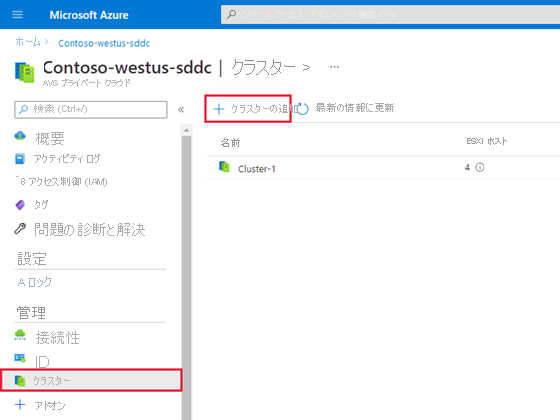 Microsoft Azure
リソース、サービス、ドキュメントの検索 (G+/)
ホーム > Contoso-westus-sddc
Contoso-westus-sddc | クラスター > ...
AVS プライベート クラウド
検索 (Ctrl+/) «
+ クラスターの追加 最新の情報に更新
概要
アクティビティ ログ
アクセス制御 (IAM)
タグ
問題の診断と解決
設定
A ロック
管理
接続性
ID
クラスター
+ アドオン
名前 ESXI ホスト
Cluster-1 4